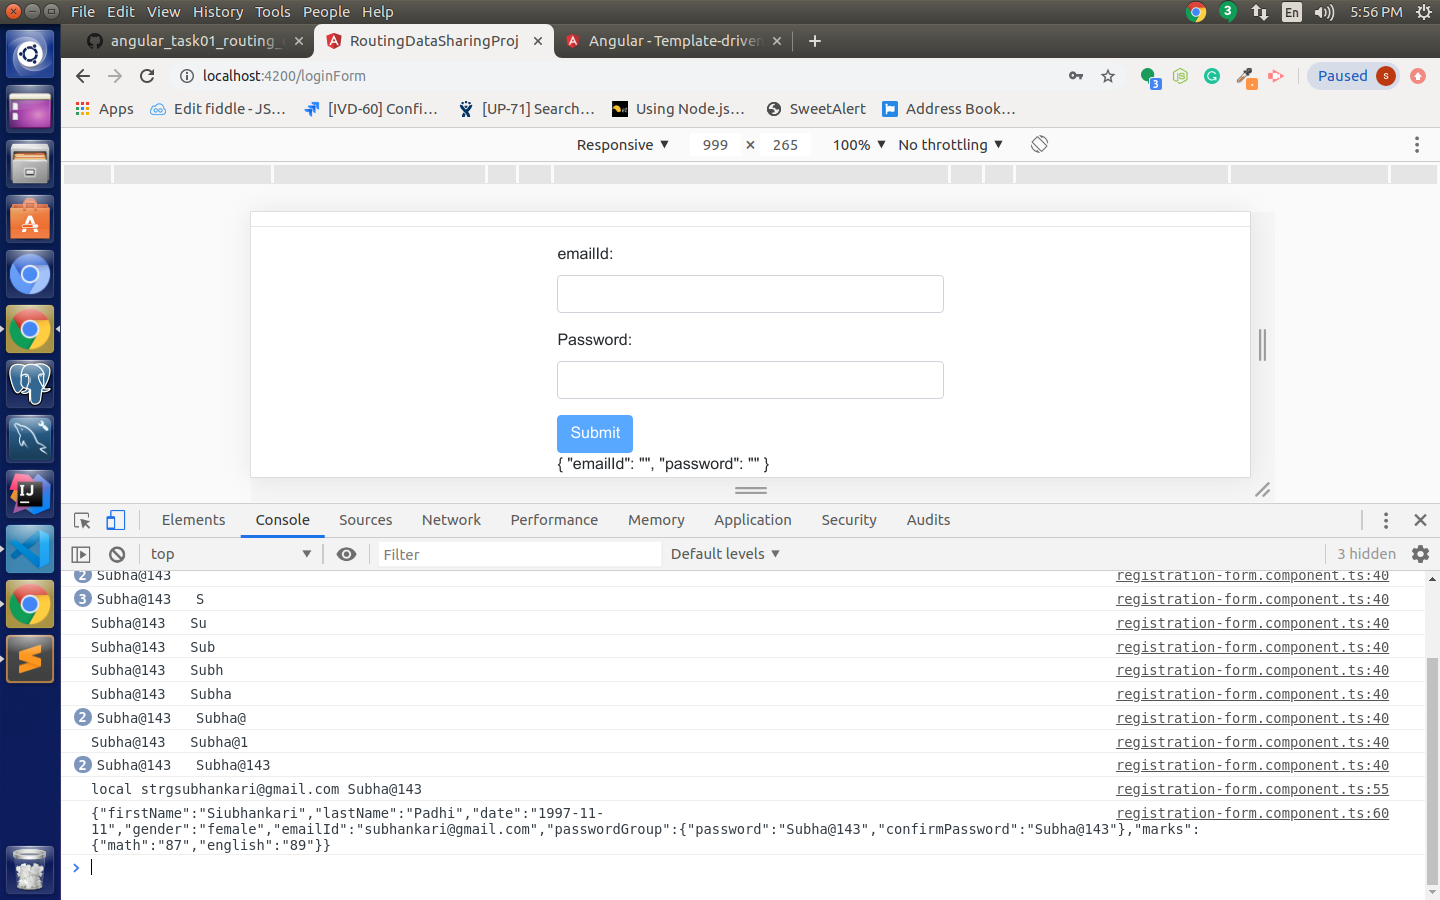 File Edit View History Tools People Help
3 En 5:56 PM
angular_task01_routing_
RoutingDataSharingProj
Angular - Template-driven
localhost:4200/loginForm
3
Paused
S
Apps
Edit fiddle - JS...
[IVD-60] Confi...
[UP-71] Search...
Using Node.js...
SweetAlert
Address Book...
Responsive ▼ 999 × 265 100% ▼ No throttling ▼
emailId:
Password:
Submit
{ "emailId": "", "password": "" }
Elements Console Sources Network Performance Memory Application Security Audits
top ▼ Filter Default levels ▼ 3 hidden
2 Subha@143 registration-form.component.ts:40
3 Subha@143 S registration-form.component.ts:40
Subha@143 Su registration-form.component.ts:40
Subha@143 Sub registration-form.component.ts:40
Subha@143 Subh registration-form.component.ts:40
Subha@143 Subha registration-form.component.ts:40
2 Subha@143 Subha@ registration-form.component.ts:40
Subha@143 Subha@1 registration-form.component.ts:40
2 Subha@143 Subha@143 registration-form.component.ts:40
local strgsubhankari@gmail.com Subha@143 registration-form.component.ts:55
{"firstName":"Siubhankari","lastName":"Padhi","date":"1997-11- registration-form.component.ts:60
11","gender":"female","emailId":"subhankari@gmail.com","passwordGroup":{"password":"Subha@143","confirmPassword":"Subha@143"},"marks":
{"math":"87","english":"89"}}
>